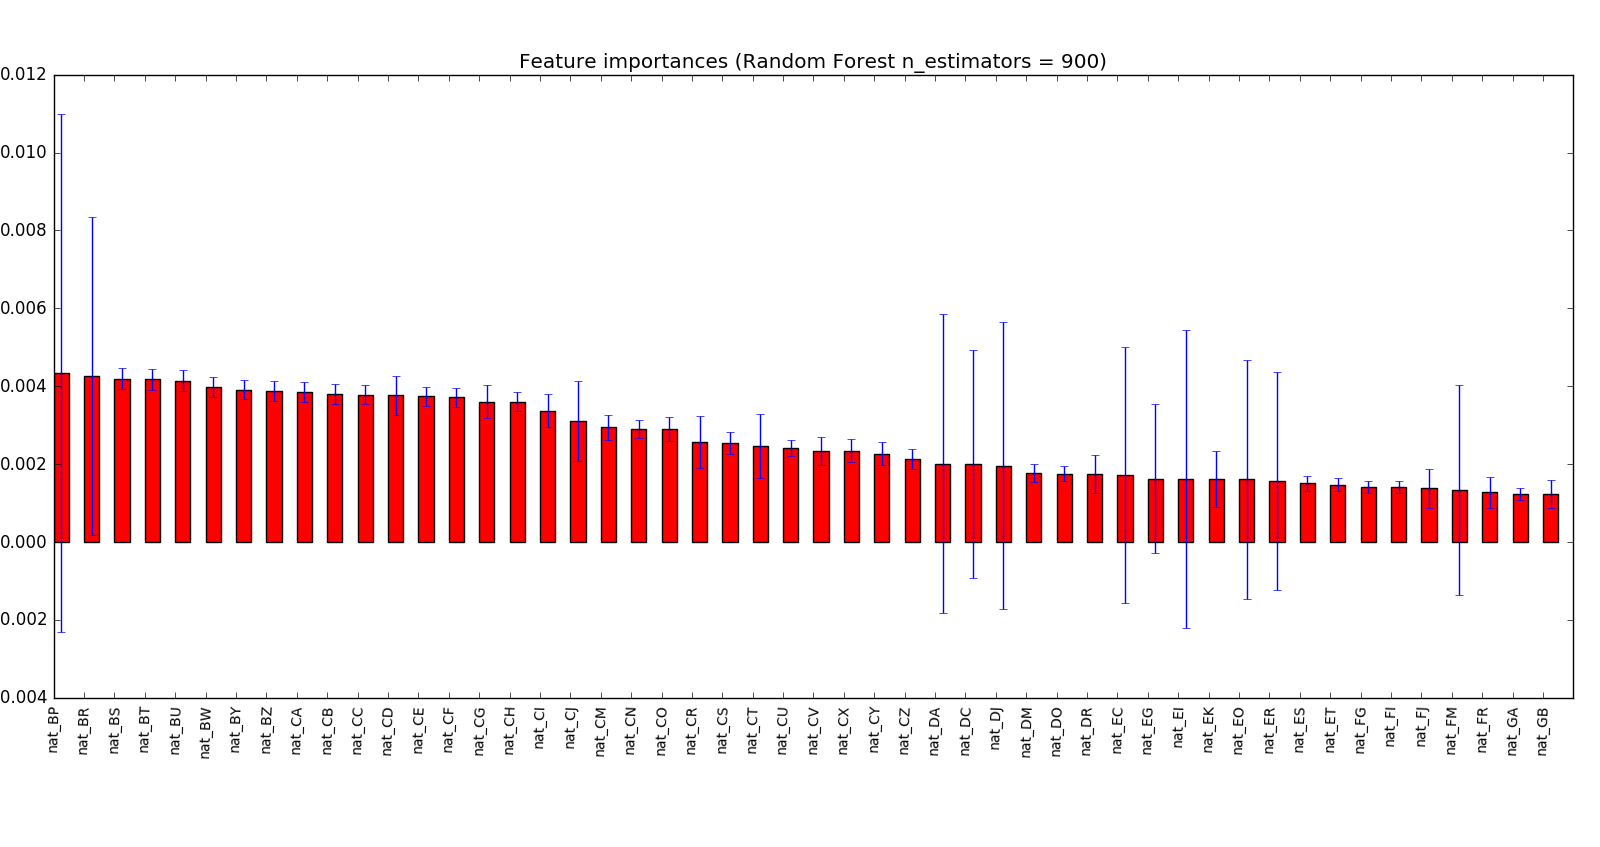 Feature importances (Random Forest n_estimators = 900)
0.012
0.010
0.008
0.006
0.004
0.002
0.000
0.002
0.004
nat_BP
nat_BR
nat_BS
nat_BT
nat_BU
nat_BW
nat_BY
nat_BZ
nat_CA
nat_CB
nat_CC
nat_CD
nat_CE
nat_CF
nat_CG
nat_CH
nat_CI
nat_CJ
nat_CM
nat_CN
nat_CO
nat_CR
nat_CS
nat_CT
nat_CU
nat_CV
nat_CX
nat_CY
nat_CZ
nat_DA
nat_DC
nat_DJ
nat_DM
nat_DO
nat_DR
nat_EC
nat_EG
nat_EI
nat_EK
nat_EO
nat_ER
nat_ES
nat_ET
nat_FG
nat_FI
nat_FJ
nat_FM
nat_FR
nat_GA
nat_GB